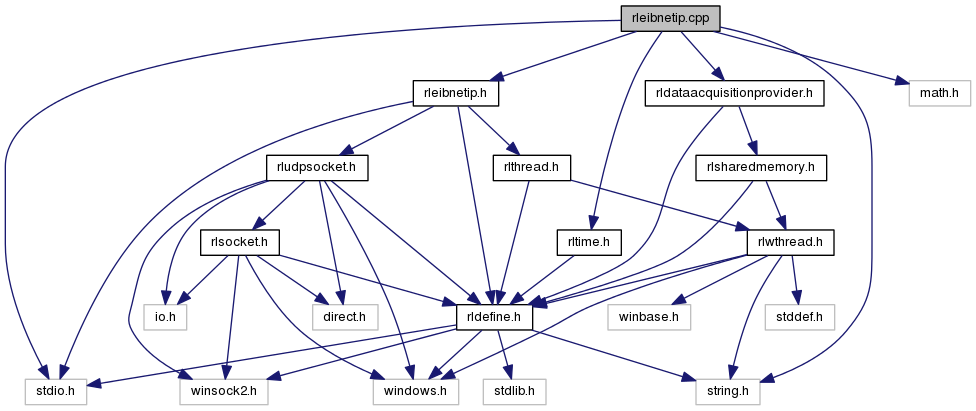 rleibnetip.cpp
rleibnetip.h
rldataacquisitionprovider.h
math.h
rludpsocket.h
rlthread.h
rlsharedmemory.h
rlsocket.h
rltime.h
rlwthread.h
io.h
direct.h
rldefine.h
winbase.h
stddef.h
stdio.h
winsock2.h
windows.h
stdlib.h
string.h